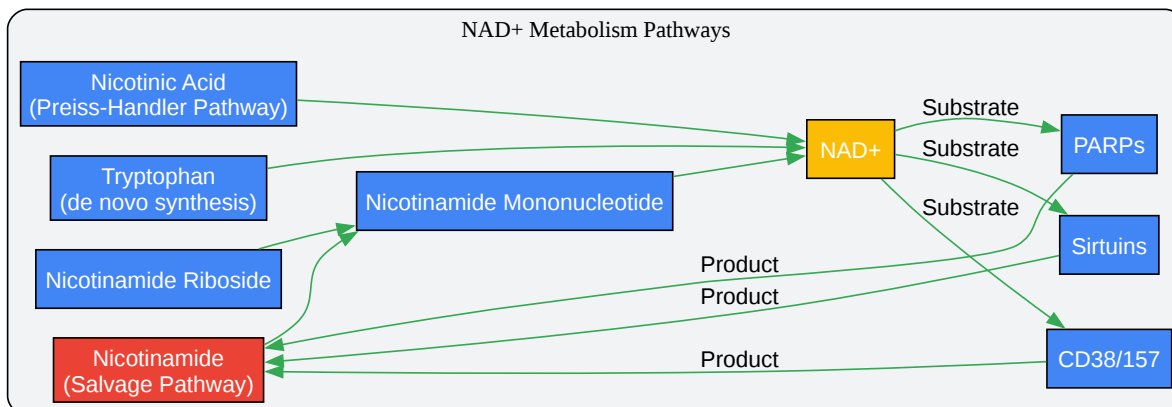 NAD+ Metabolism Pathways
Nicotinic Acid
(Preiss-Handler Pathway)
Tryptophan
(de novo synthesis)
Nicotinamide Riboside
Nicotinamide
(Salvage Pathway)
Nicotinamide Mononucleotide
NAD+
Substrate
Substrate
Substrate
Product
Product
Product
PARPs
Sirtuins
CD38/157